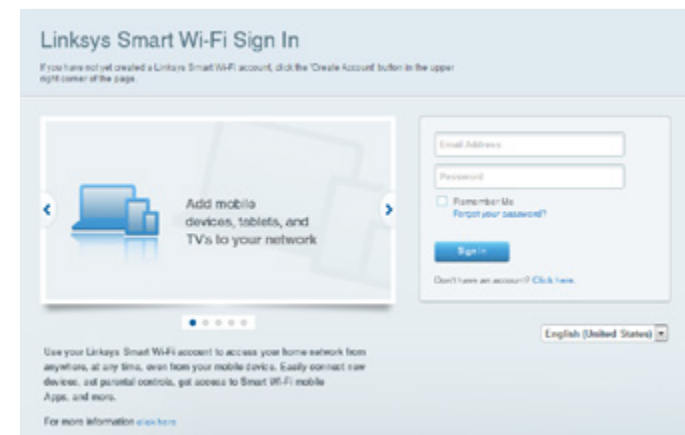 Linksys Smart Wi-Fi Sign In
If you have not yet created a Linksys Smart Wi-Fi account, click the 'Create Account' button in the upper
right corner of the page.
Add mobile
devices, tablets, and
TV's to your network
Email Address
Password
Remember Me
Forgot your password?
Sign In
Don't have an account? Click here.
English (United States)
Use your Linksys Smart Wi-Fi account to access your home network from
anywhere, at any time, even from your mobile device. Easily connect new
devices, set parental controls, get access to Smart Wi-Fi mobile
Apps, and more.
For more information click here